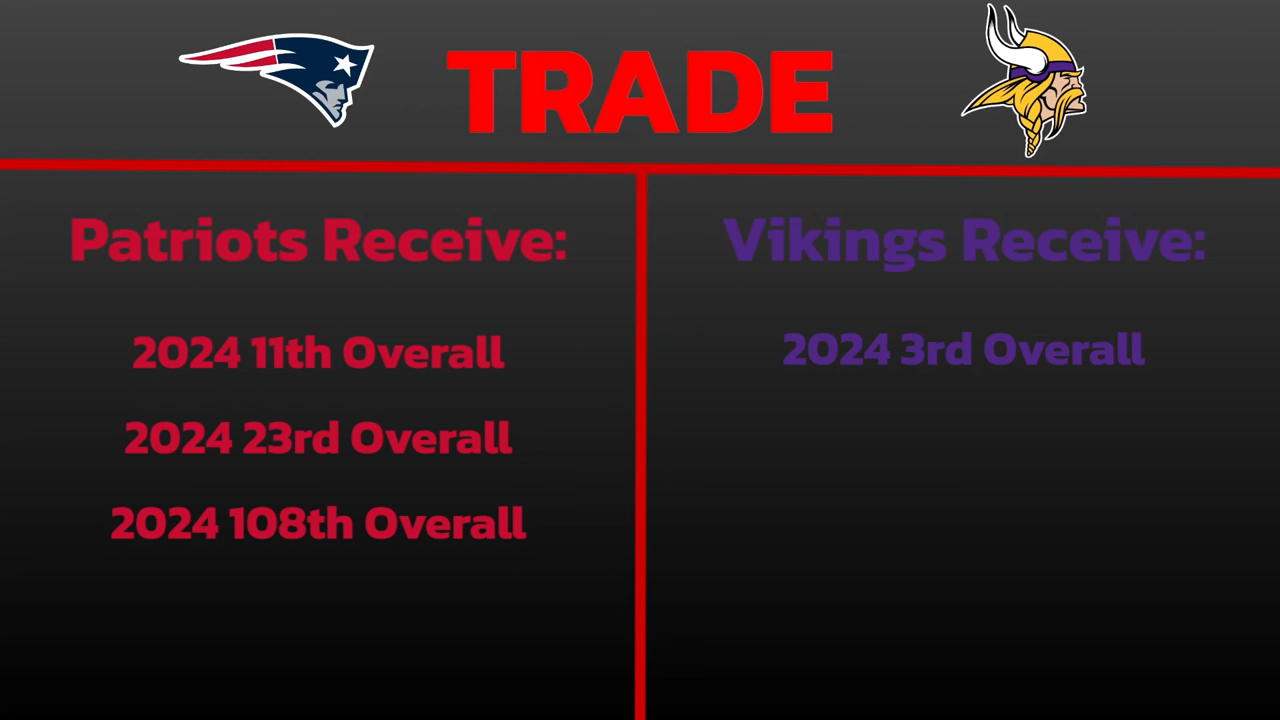 TRADE
Patriots Receive:
2024 11th Overall
2024 23rd Overall
2024 108th Overall
Vikings Receive:
2024 3rd Overall